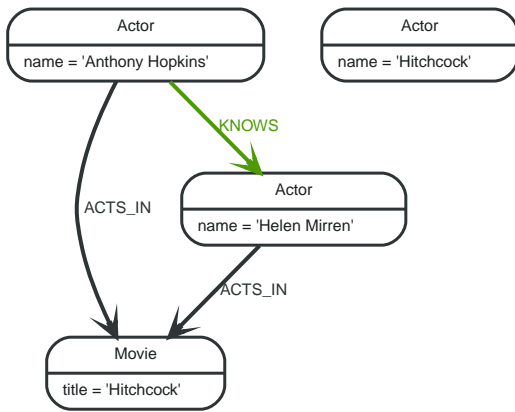 Actor
name = 'Anthony Hopkins'
Actor
name = 'Hitchcock'
KNOWS
Actor
name = 'Helen Mirren'
ACTS_IN
ACTS_IN
Movie
title = 'Hitchcock'